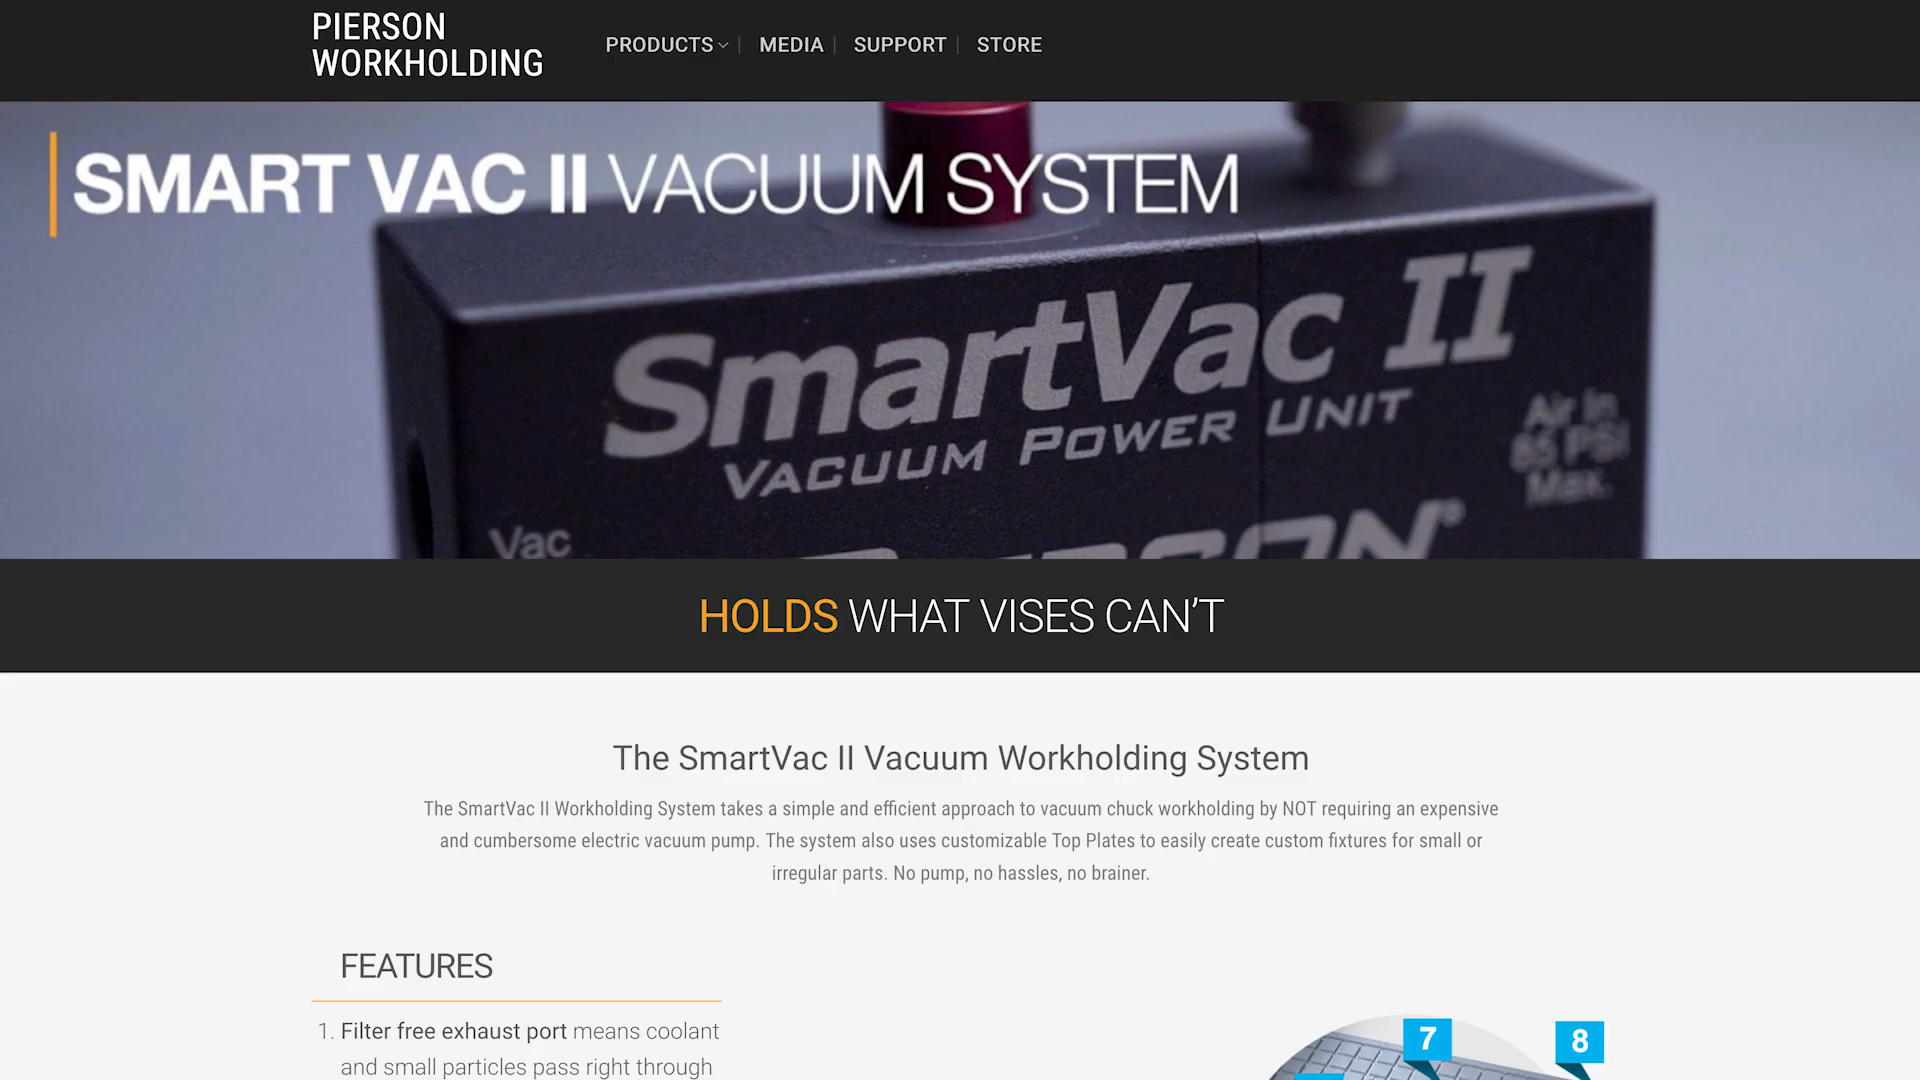 PIERSON
WORKHOLDING
PRODUCTS
MEDIA
SUPPORT
STORE
SMART VAC II VACUUM SYSTEM
SmartVac II
VACUUM POWER UNIT
Air In
85 PSI
Max.
Vac
HOLDS WHAT VISES CAN'T
The SmartVac II Vacuum Workholding System
The SmartVac II Workholding System takes a simple and efficient approach to vacuum chuck workholding by NOT requiring an expensive
and cumbersome electric vacuum pump. The system also uses customizable Top Plates to easily create custom fixtures for small or
irregular parts. No pump, no hassles, no brainer.
FEATURES
1. Filter free exhaust port means coolant
and small particles pass right through
7
8